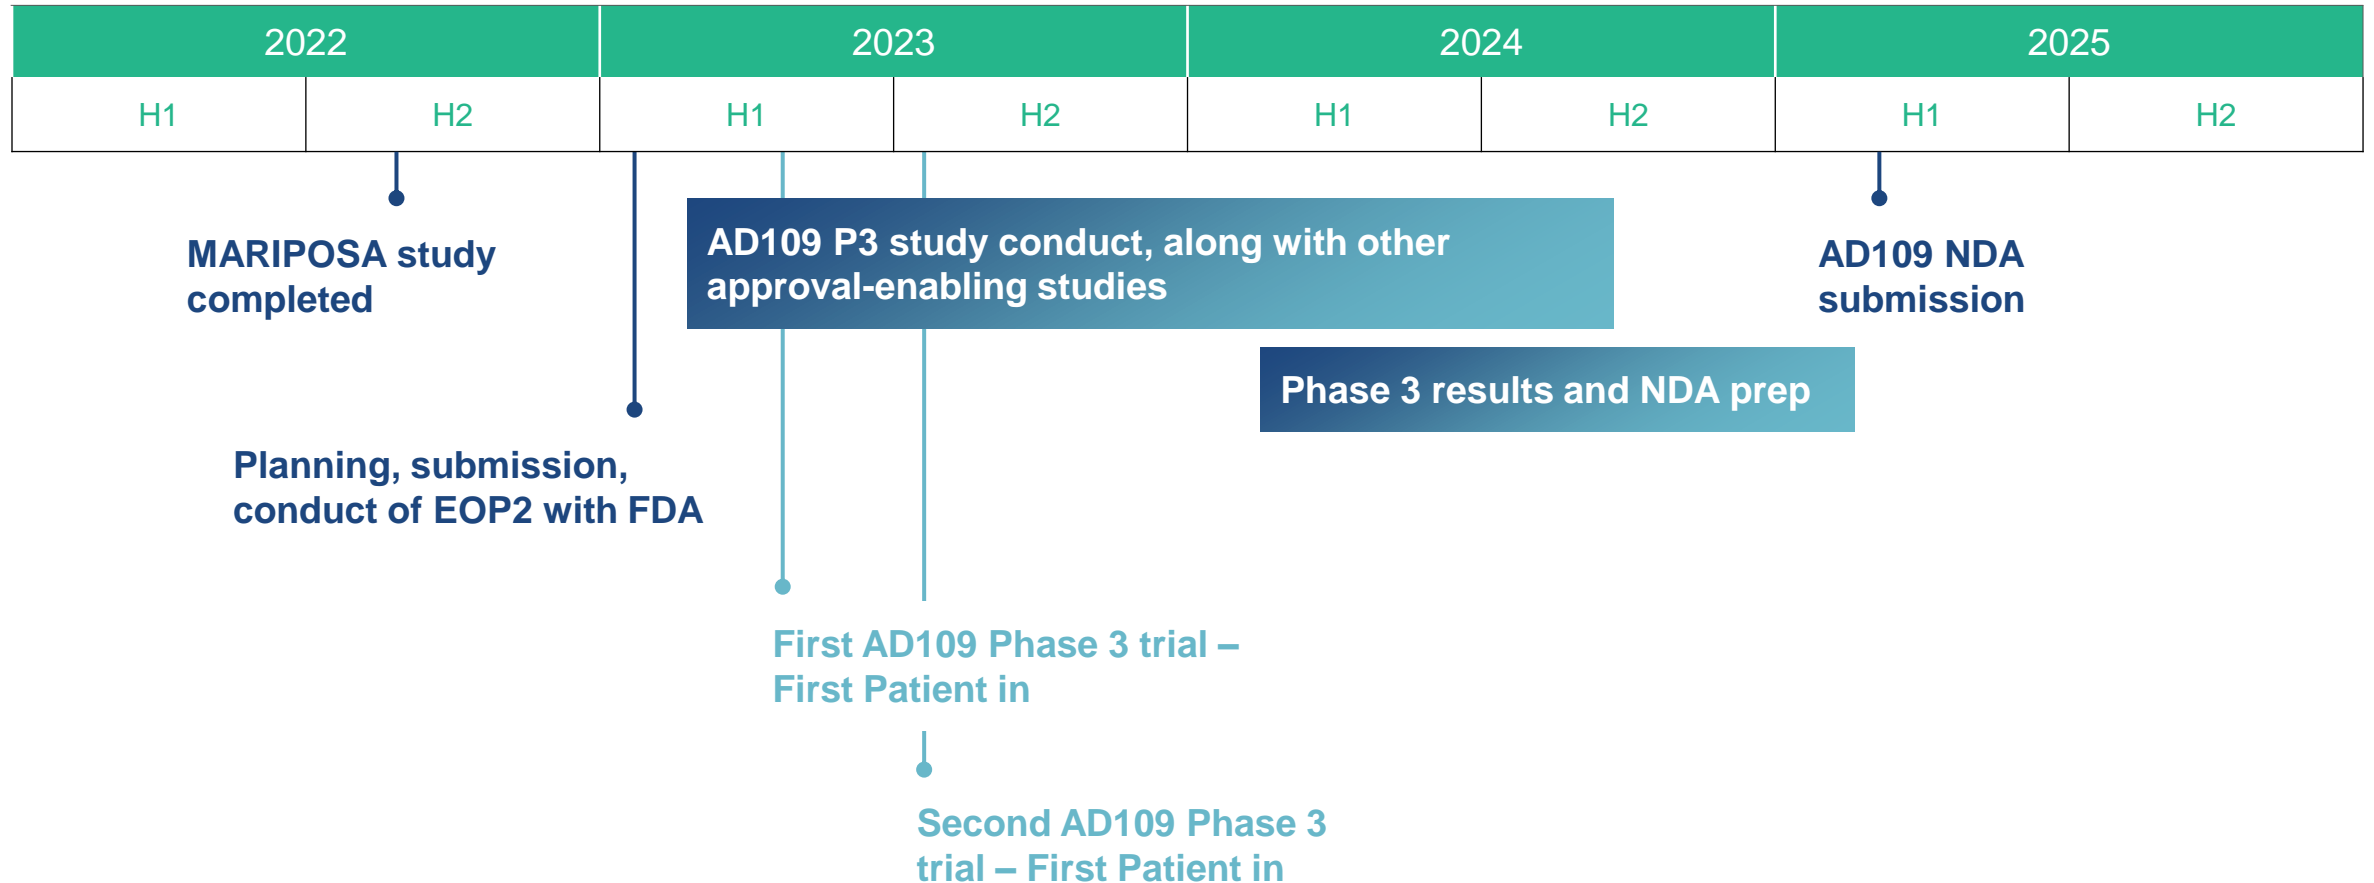 2022
2023
2024
2025
H1
H2
H1
H2
H1
H2
H1
H2
MARIPOSA study
completed
AD109 P3 study conduct, along with other
approval-enabling studies
AD109 NDA
submission
Phase 3 results and NDA prep
Planning, submission,
conduct of EOP2 with FDA
First AD109 Phase 3 trial –
First Patient in
Second AD109 Phase 3
trial – First Patient in